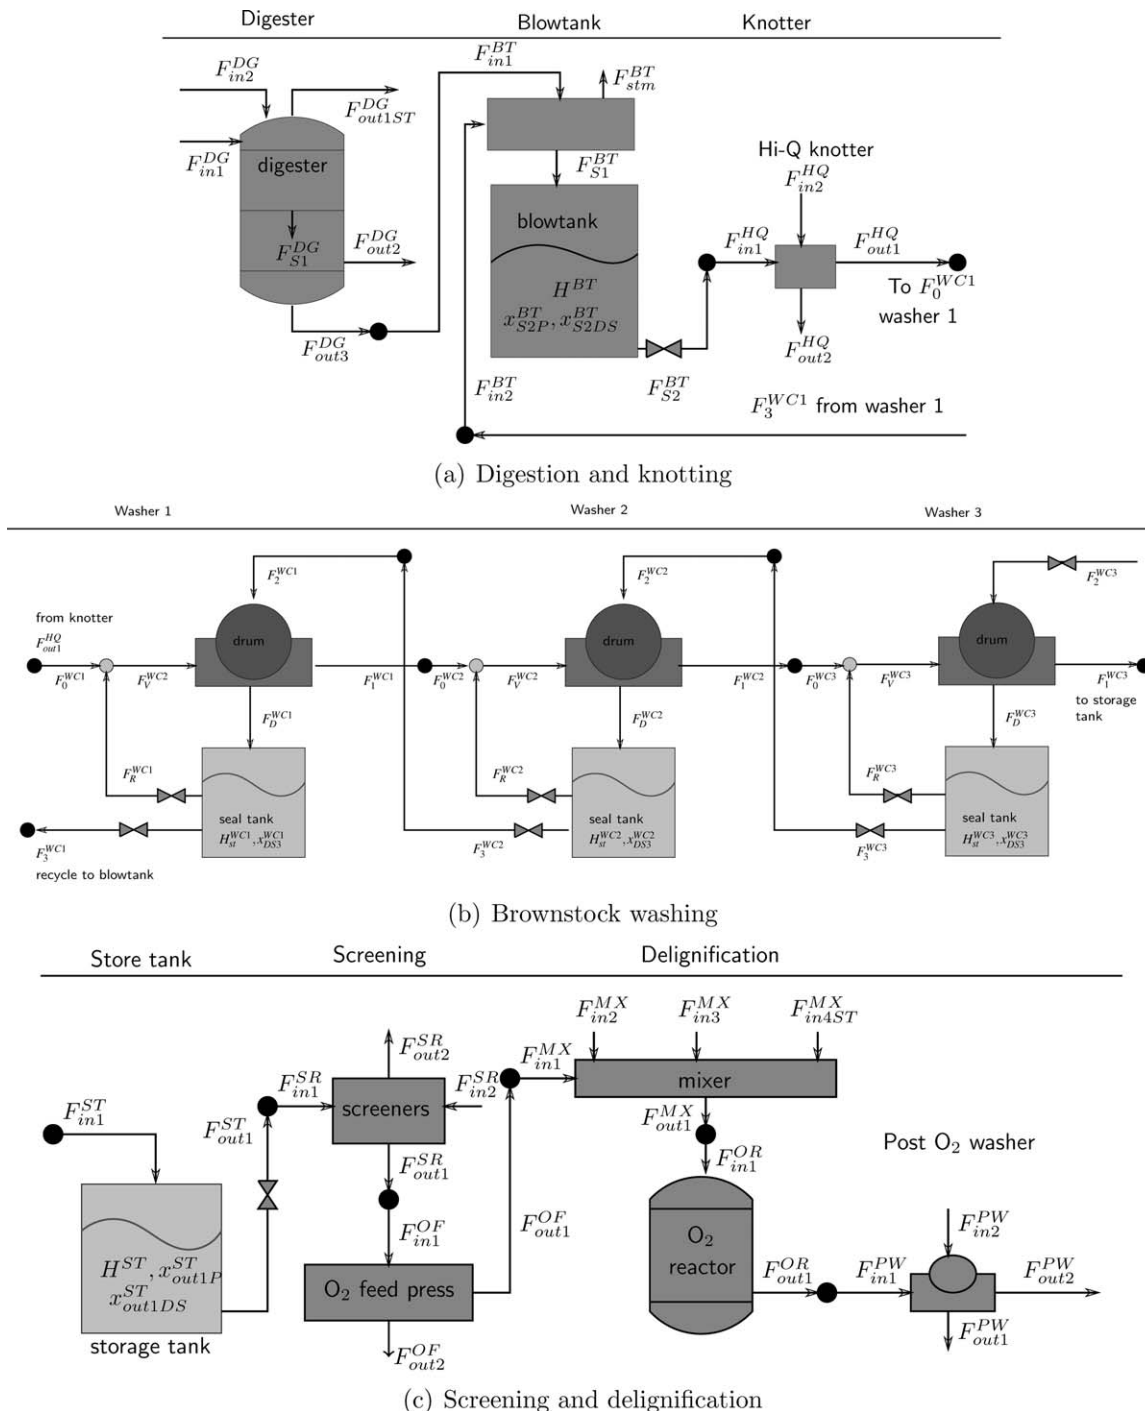 Digester Blowtank Knotter
F_{in2}^{DG} F_{in1}^{BT} F_{stm}^{BT}
F_{out1ST}^{DG}
F_{in1}^{DG} digester F_{S1}^{BT} Hi-Q knotter
F_{in2}^{HQ}
blowtank
F_{S1}^{DG} F_{out2}^{DG} F_{in1}^{HQ} F_{out1}^{HQ}
H^{BT} To F_0^{WC1}
x_{S2P}^{BT}, x_{S2DS}^{BT} washer 1
F_{out3}^{DG} F_{out2}^{HQ}
F_{in2}^{BT} F_{S2}^{BT}
F_3^{WC1} from washer 1
(a) Digestion and knotting
Washer 1 Washer 2 Washer 3
F_2^{WC1} F_2^{WC2} F_2^{WC3}
from knotter
F_{out1}^{HQ} drum drum drum
F_0^{WC1} F_V^{WC2} F_1^{WC1} F_0^{WC2} F_V^{WC2} F_1^{WC2} F_0^{WC3} F_V^{WC3} F_1^{WC3}
to storage
tank
F_D^{WC1} F_D^{WC2} F_D^{WC3}
F_R^{WC1} F_R^{WC2} F_R^{WC3}
seal tank seal tank seal tank
H_{st}^{WC1}, x_{DS3}^{WC1} H_{st}^{WC2}, x_{DS3}^{WC2} H_{st}^{WC3}, x_{DS3}^{WC3}
F_3^{WC1} F_3^{WC2} F_3^{WC3}
recycle to blowtank
(b) Brownstock washing
Store tank Screening Delignification
F_{in2}^{MX} F_{in3}^{MX} F_{in4ST}^{MX}
F_{out2}^{SR} F_{in1}^{MX}
F_{in1}^{SR} F_{in2}^{SR} mixer
F_{in1}^{ST} F_{out1}^{ST} screeners F_{out1}^{MX}
Post O_2 washer
F_{out1}^{SR} F_{in1}^{OR}
F_{in1}^{OF} F_{out1}^{OF} F_{in2}^{PW}
H^{ST}, x_{out1P}^{ST} O_2
x_{out1DS}^{ST} O_2 feed press reactor F_{out1}^{OR} F_{in1}^{PW} F_{out2}^{PW}
storage tank F_{out2}^{OF} F_{out1}^{PW}
(c) Screening and delignification